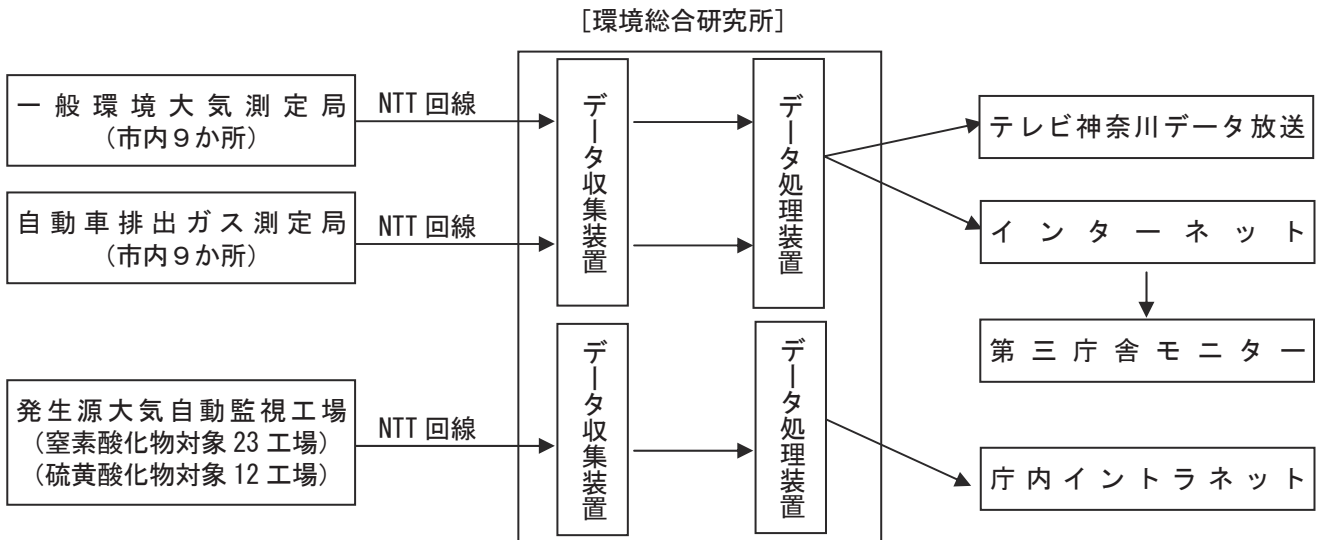 ［環境総合研究所］
一般環境大気測定局
（市内９か所）
NTT 回線
自動車排出ガス測定局
（市内９か所）
NTT 回線
発生源大気自動監視工場
（窒素酸化物対象 23 工場）
（硫黄酸化物対象 12 工場）
NTT 回線
データ収集装置
データ処理装置
データ収集装置
データ処理装置
テレビ神奈川データ放送
インターネット
第三庁舎モニター
庁内イントラネット